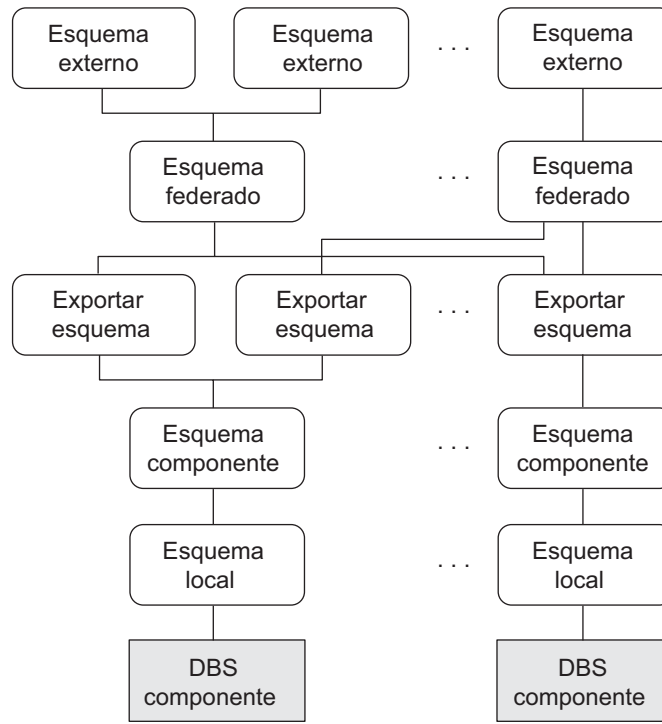 Esquema
externo
Esquema
externo
. . .
Esquema
externo
Esquema
federado
. . .
Esquema
federado
Exportar
esquema
Exportar
esquema
. . .
Exportar
esquema
Esquema
componente
. . .
Esquema
componente
Esquema
local
. . .
Esquema
local
DBS
componente
DBS
componente